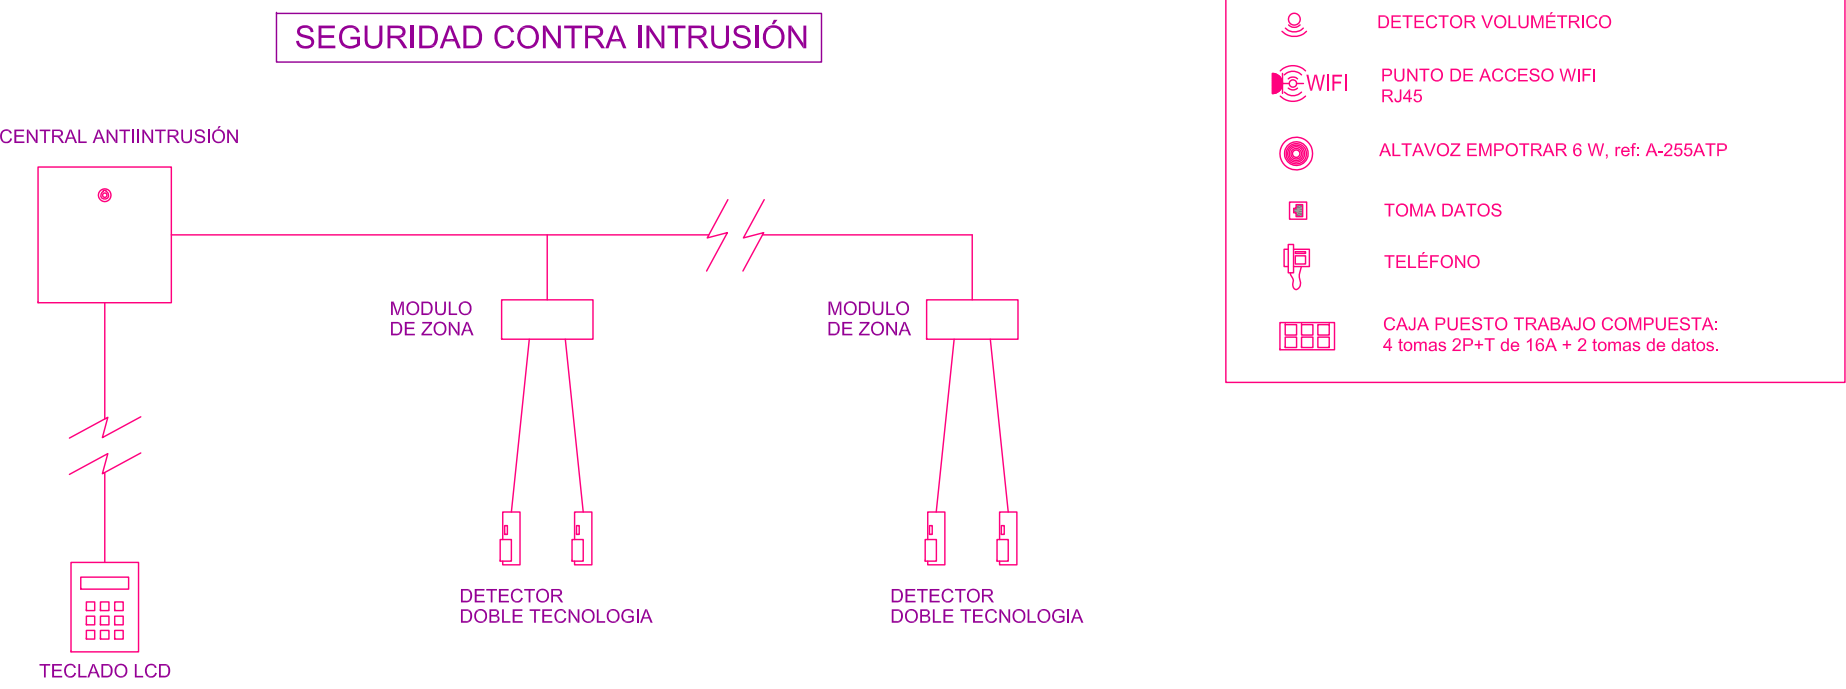 SEGURIDAD CONTRA INTRUSIÓN
CENTRAL ANTIINTRUSIÓN
MODULO
DE ZONA
MODULO
DE ZONA
DETECTOR
DOBLE TECNOLOGIA
DETECTOR
DOBLE TECNOLOGIA
TECLADO LCD
DETECTOR VOLUMÉTRICO
WIFI
PUNTO DE ACCESO WIFI
RJ45
ALTAVOZ EMPOTRAR 6 W, ref: A-255ATP
TOMA DATOS
TELÉFONO
CAJA PUESTO TRABAJO COMPUESTA:
4 tomas 2P+T de 16A + 2 tomas de datos.